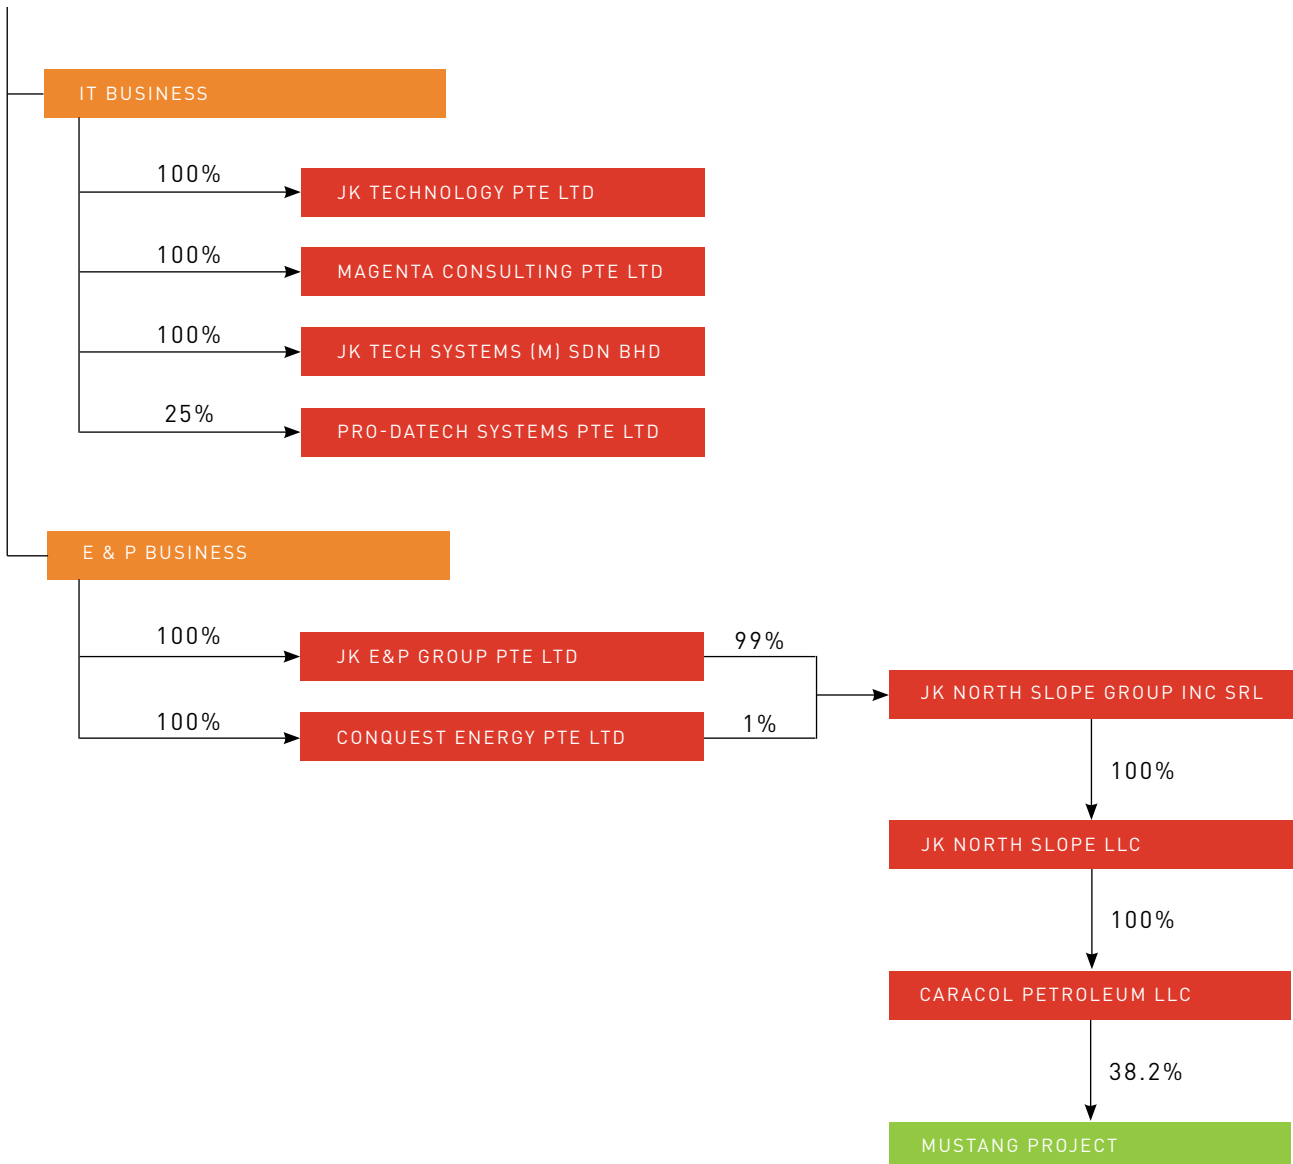 IT BUSINESS
100%
JK TECHNOLOGY PTE LTD
100%
MAGENTA CONSULTING PTE LTD
100%
JK TECH SYSTEMS (M) SDN BHD
25%
PRO-DATECH SYSTEMS PTE LTD
E & P BUSINESS
100%
JK E&P GROUP PTE LTD
99%
100%
CONQUEST ENERGY PTE LTD
1%
JK NORTH SLOPE GROUP INC SRL
100%
JK NORTH SLOPE LLC
100%
CARACOL PETROLEUM LLC
38.2%
MUSTANG PROJECT